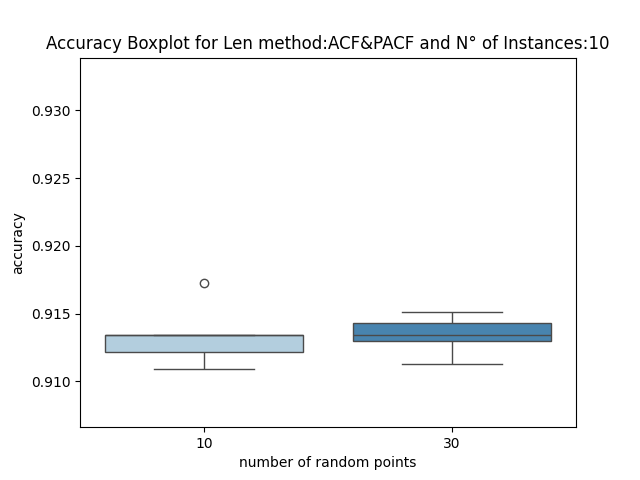 Accuracy Boxplot for Len method:ACF&PACF and N° of Instances:10
0.930
0.925
0.920
0.915
0.910
accuracy
10
30
number of random points